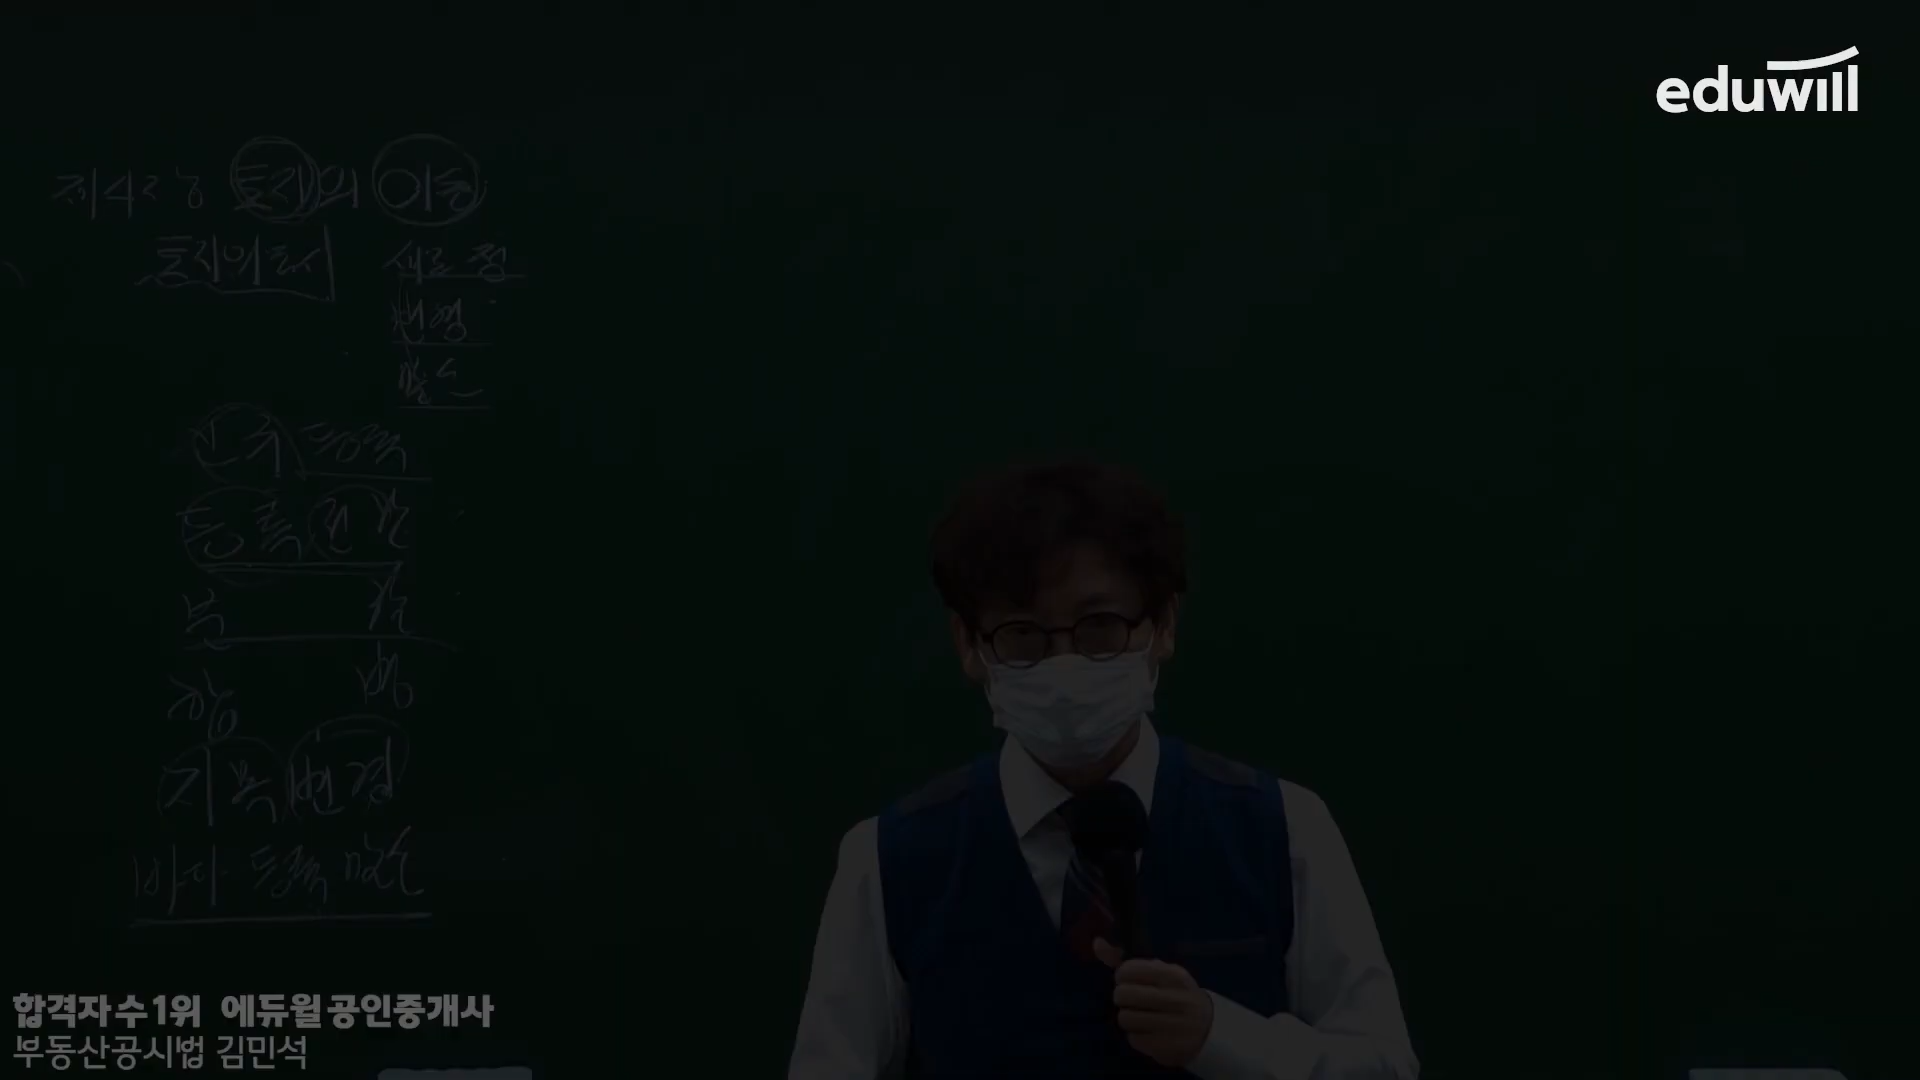 eduwill
제4장 토지의 이동
토지의 표시 새로 정
변경
말소
신규등록
등록전환
분 할
합 병
지목변경
바다 등록 말소
합격자 수 1위 에듀윌 공인중개사
부동산공시법 김민석